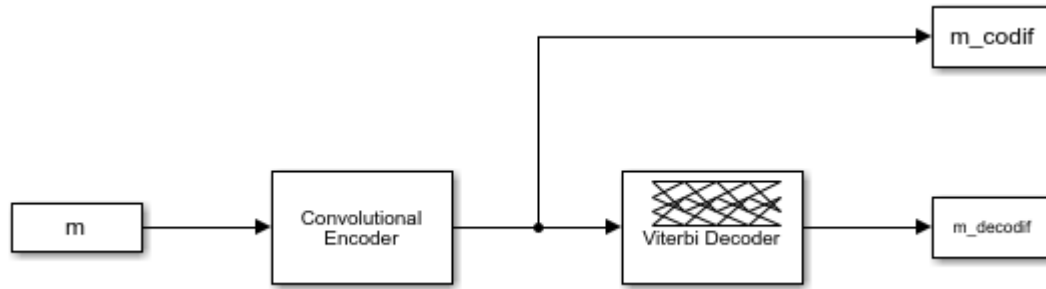 m_codif
m
Convolutional
Encoder
Viterbi Decoder
m_decodif